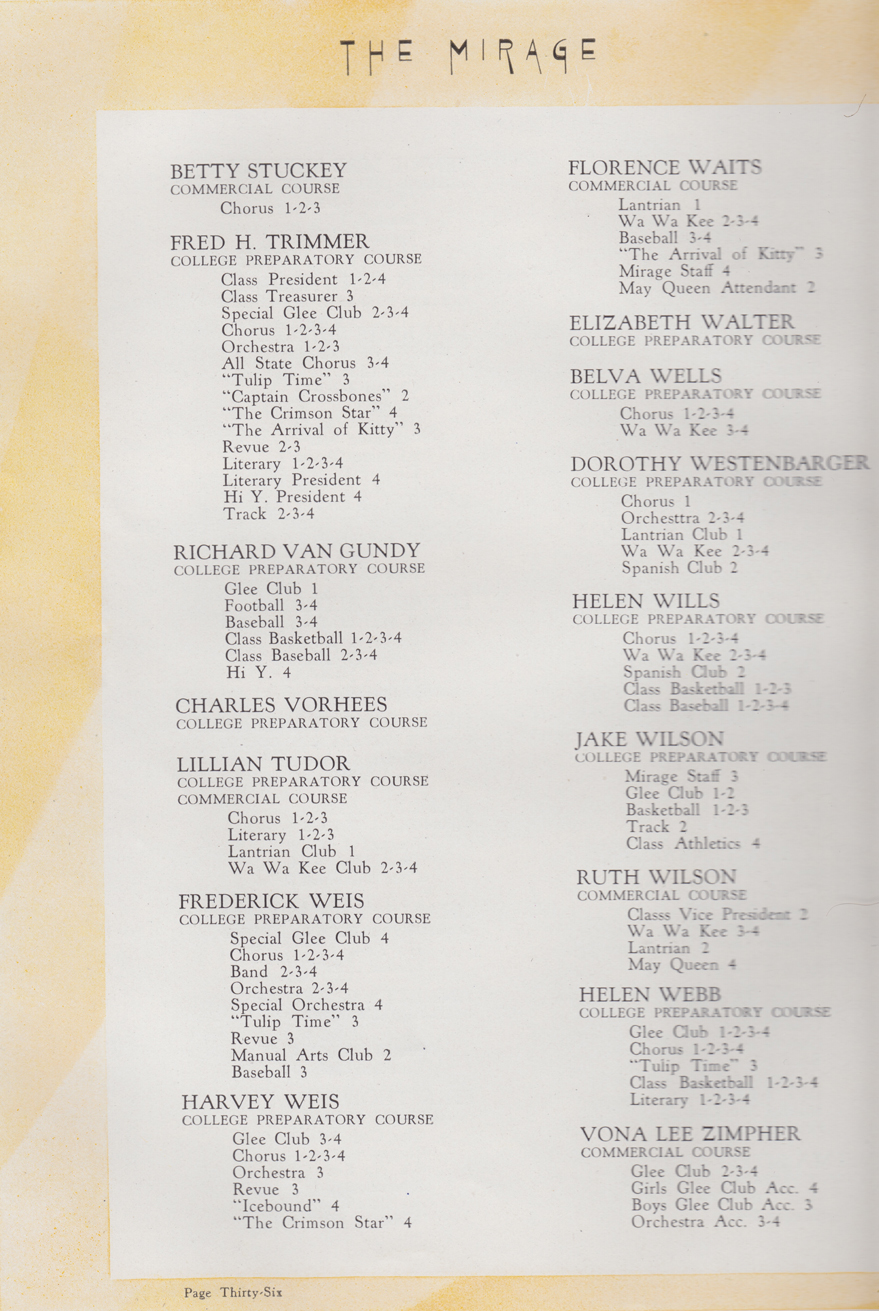 THE MIRAGE
BETTY STUCKEY
COMMERCIAL COURSE
Chorus 1-2-3
FRED H. TRIMMER
COLLEGE PREPARATORY COURSE
Class President 1-2-4
Class Treasurer 3
Special Glee Club 2-3-4
Chorus 1-2-3-4
Orchestra 1-2-3
All State Chorus 3-4
“Tulip Time” 3
“Captain Crossbones” 2
“The Crimson Star” 4
“The Arrival of Kitty” 3
Revue 2-3
Literary 1-2-3-4
Literary President 4
Hi Y. President 4
Track 2-3-4
RICHARD VAN GUNDY
COLLEGE PREPARATORY COURSE
Glee Club 1
Football 3-4
Baseball 3-4
Class Basketball 1-2-3-4
Class Baseball 2-3-4
Hi Y. 4
CHARLES VORHEES
COLLEGE PREPARATORY COURSE
LILLIAN TUDOR
COLLEGE PREPARATORY COURSE
COMMERCIAL COURSE
Chorus 1-2-3
Literary 1-2-3
Lantrian Club 1
Wa Wa Kee Club 2-3-4
FREDERICK WEIS
COLLEGE PREPARATORY COURSE
Special Glee Club 4
Chorus 1-2-3-4
Band 2-3-4
Orchestra 2-3-4
Special Orchestra 4
“Tulip Time” 3
Revue 3
Manual Arts Club 2
Baseball 3
HARVEY WEIS
COLLEGE PREPARATORY COURSE
Glee Club 3-4
Chorus 1-2-3-4
Orchestra 3
Revue 3
“Icebound” 4
“The Crimson Star” 4
FLORENCE WAITS
COMMERCIAL COURSE
Lantrian 1
Wa Wa Kee 2-3-4
Baseball 3-4
“The Arrival of Kitty” 3
Mirage Staff 4
May Queen Attendant 2
ELIZABETH WALTER
COLLEGE PREPARATORY COURSE
BELVA WELLS
COLLEGE PREPARATORY COURSE
Chorus 1-2-3-4
Wa Wa Kee 3-4
DOROTHY WESTENBARGER
COLLEGE PREPARATORY COURSE
Chorus 1
Orchesttra 2-3-4
Lantrian Club 1
Wa Wa Kee 2-3-4
Spanish Club 2
HELEN WILLS
COLLEGE PREPARATORY COURSE
Chorus 1-2-3-4
Wa Wa Kee 2-3-4
Spanish Club 2
Class Basketball 1-2-3
Class Baseball 1-2-3-4
JAKE WILSON
COLLEGE PREPARATORY COURSE
Mirage Staff 3
Glee Club 1-2
Basketball 1-2-3
Track 2
Class Athletics 4
RUTH WILSON
COMMERCIAL COURSE
Classs Vice President 2
Wa Wa Kee 3-4
Lantrian 2
May Queen 4
HELEN WEBB
COLLEGE PREPARATORY COURSE
Glee Club 1-2-3-4
Chorus 1-2-3-4
“Tulip Time” 3
Class Basketball 1-2-3-4
Literary 1-2-3-4
VONA LEE ZIMPHER
COMMERCIAL COURSE
Glee Club 2-3-4
Girls Glee Club Acc. 4
Boys Glee Club Acc. 3
Orchestra Acc. 3-4
Page Thirty-Six